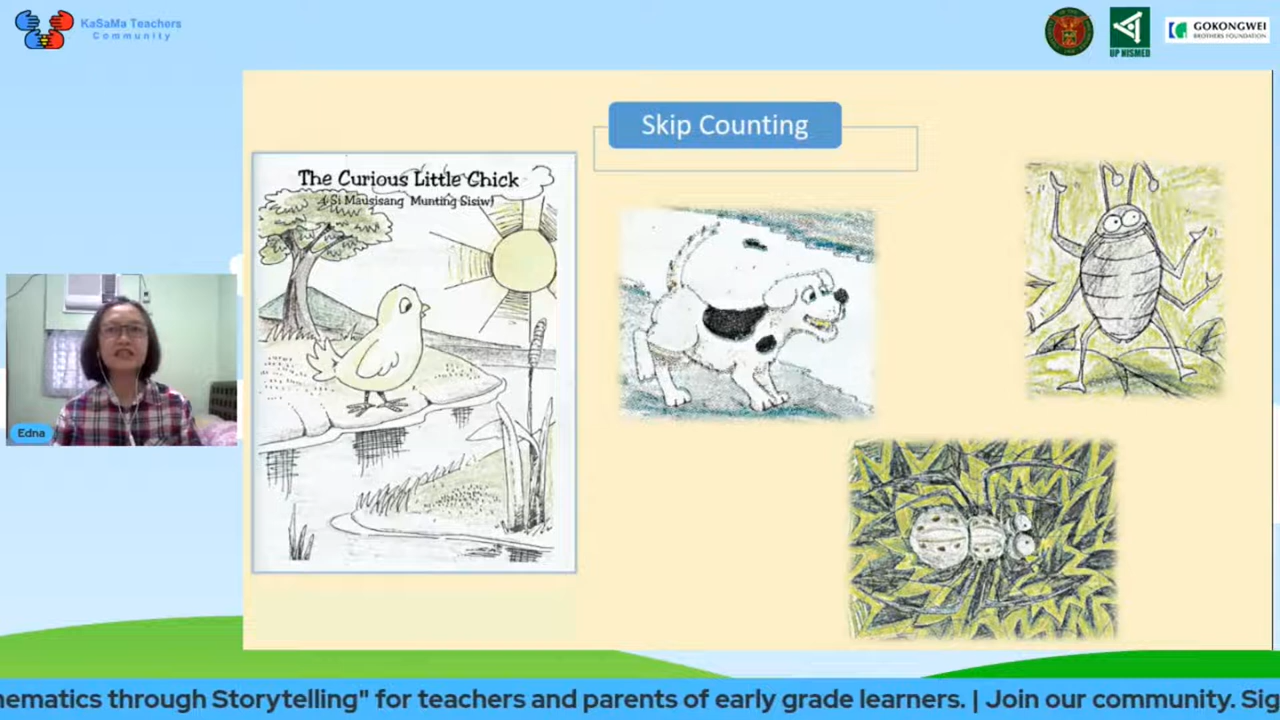 KaSaMa Teachers
Community
UP NISMED
GOKONGWEI
BROTHERS FOUNDATION
Skip Counting
The Curious Little Chick
(Si Mausisang Munting Sisiw)
Edna
hematics through Storytelling" for teachers and parents of early grade learners. | Join our community. Sig